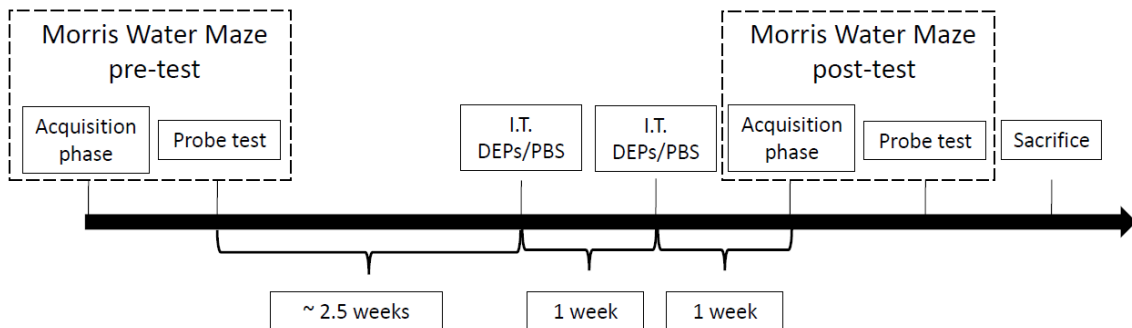 Morris Water Maze
pre-test
Acquisition
phase
Probe test
I.T.
DEPs/PBS
I.T.
DEPs/PBS
Morris Water Maze
post-test
Acquisition
phase
Probe test
Sacrifice
~ 2.5 weeks
1 week
1 week